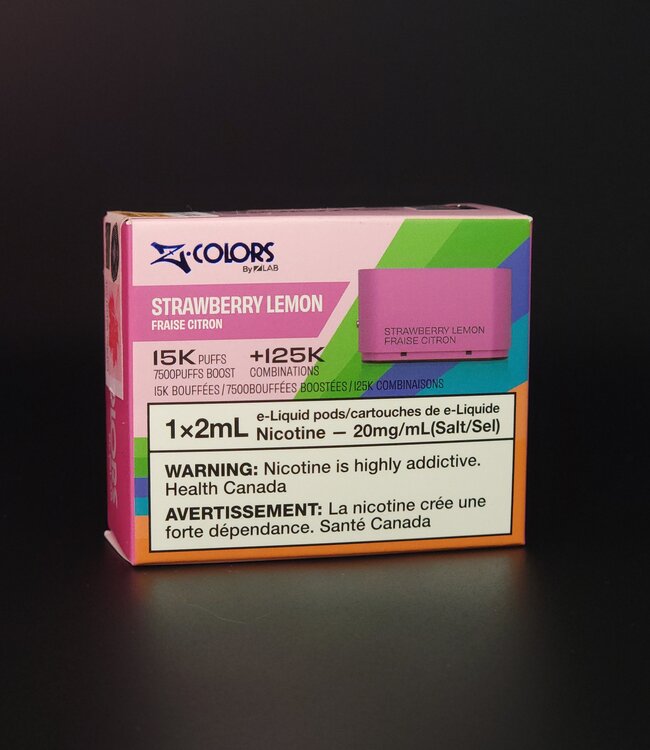 Z·COLORS
By ZLAB
STRAWBERRY LEMON
FRAISE CITRON
STRAWBERRY LEMON
FRAISE CITRON
15K PUFFS
+125K
7500PUFFS BOOST
COMBINATIONS
15K BOUFFÉES / 7500BOUFFÉES BOOSTÉES / 125K COMBINAISONS
1×2mL
e-Liquid pods/cartouches de e-Liquide
Nicotine — 20mg/mL(Salt/Sel)
WARNING: Nicotine is highly addictive.
Health Canada
AVERTISSEMENT: La nicotine crée une
forte dépendance. Santé Canada